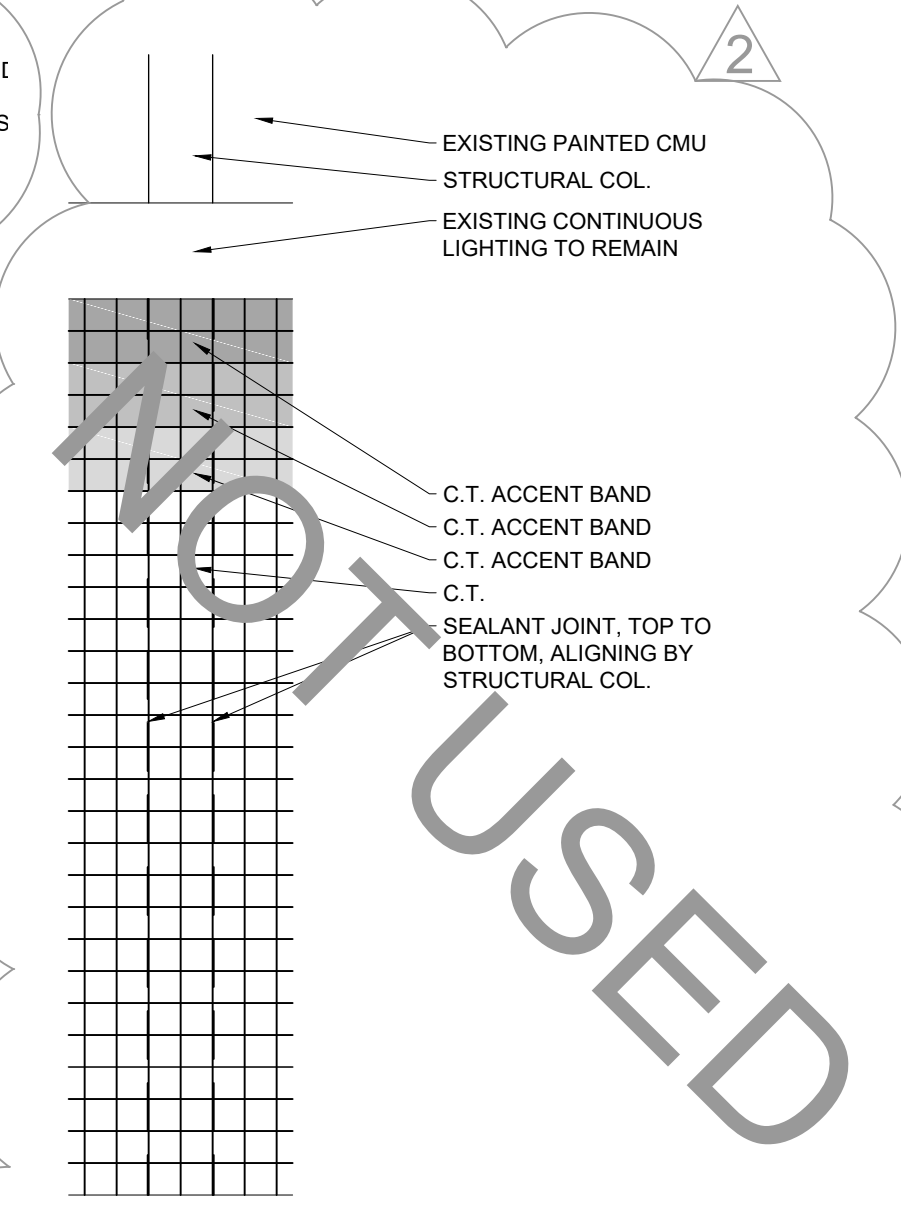 2
EXISTING PAINTED CMU
STRUCTURAL COL.
EXISTING CONTINUOUS
LIGHTING TO REMAIN
C.T. ACCENT BAND
C.T. ACCENT BAND
C.T. ACCENT BAND
C.T.
SEALANT JOINT, TOP TO
BOTTOM, ALIGNING BY
STRUCTURAL COL.
NOT USED